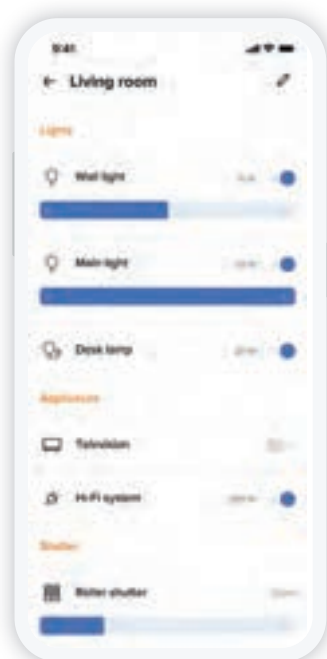 9:41
Living room
Lights
Wall light
Main light
Desk lamp
Appliances
Television
Hi-Fi system
Shutter
Roller shutter